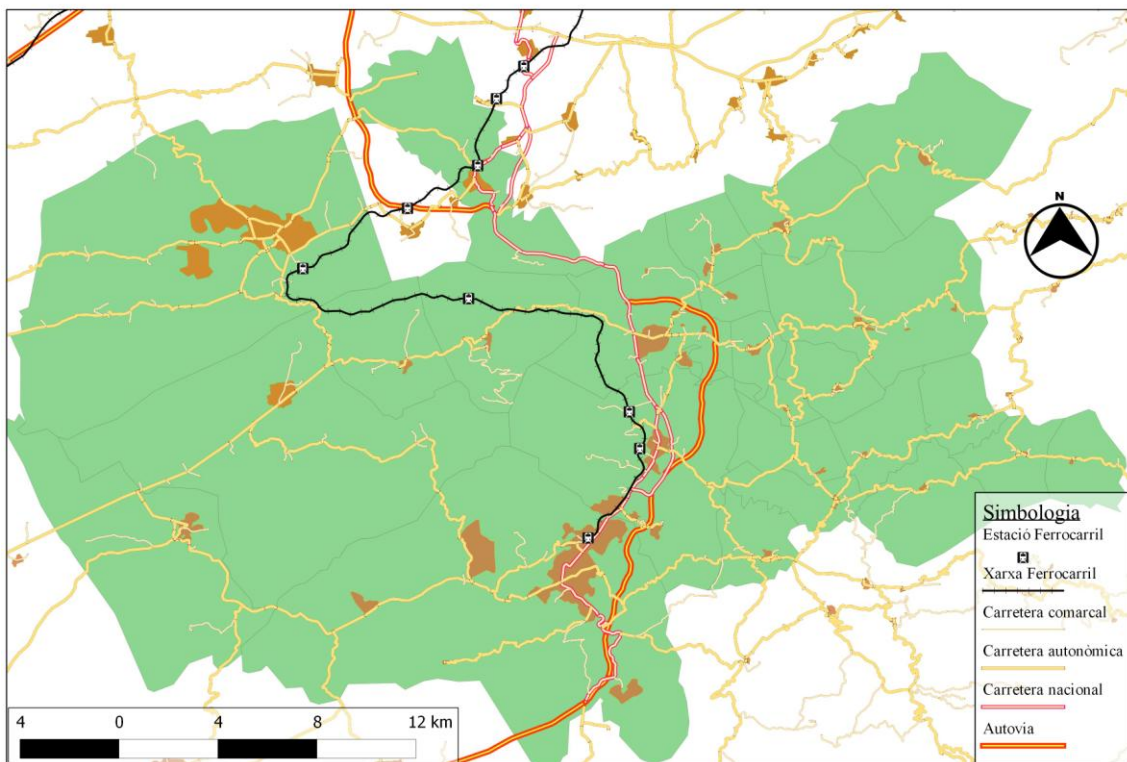 N
Simbologia
Estació Ferrocarril
Xarxa Ferrocarril
Carretera comarcal
Carretera autonòmica
Carretera nacional
Autovia
4 0 4 8 12 km